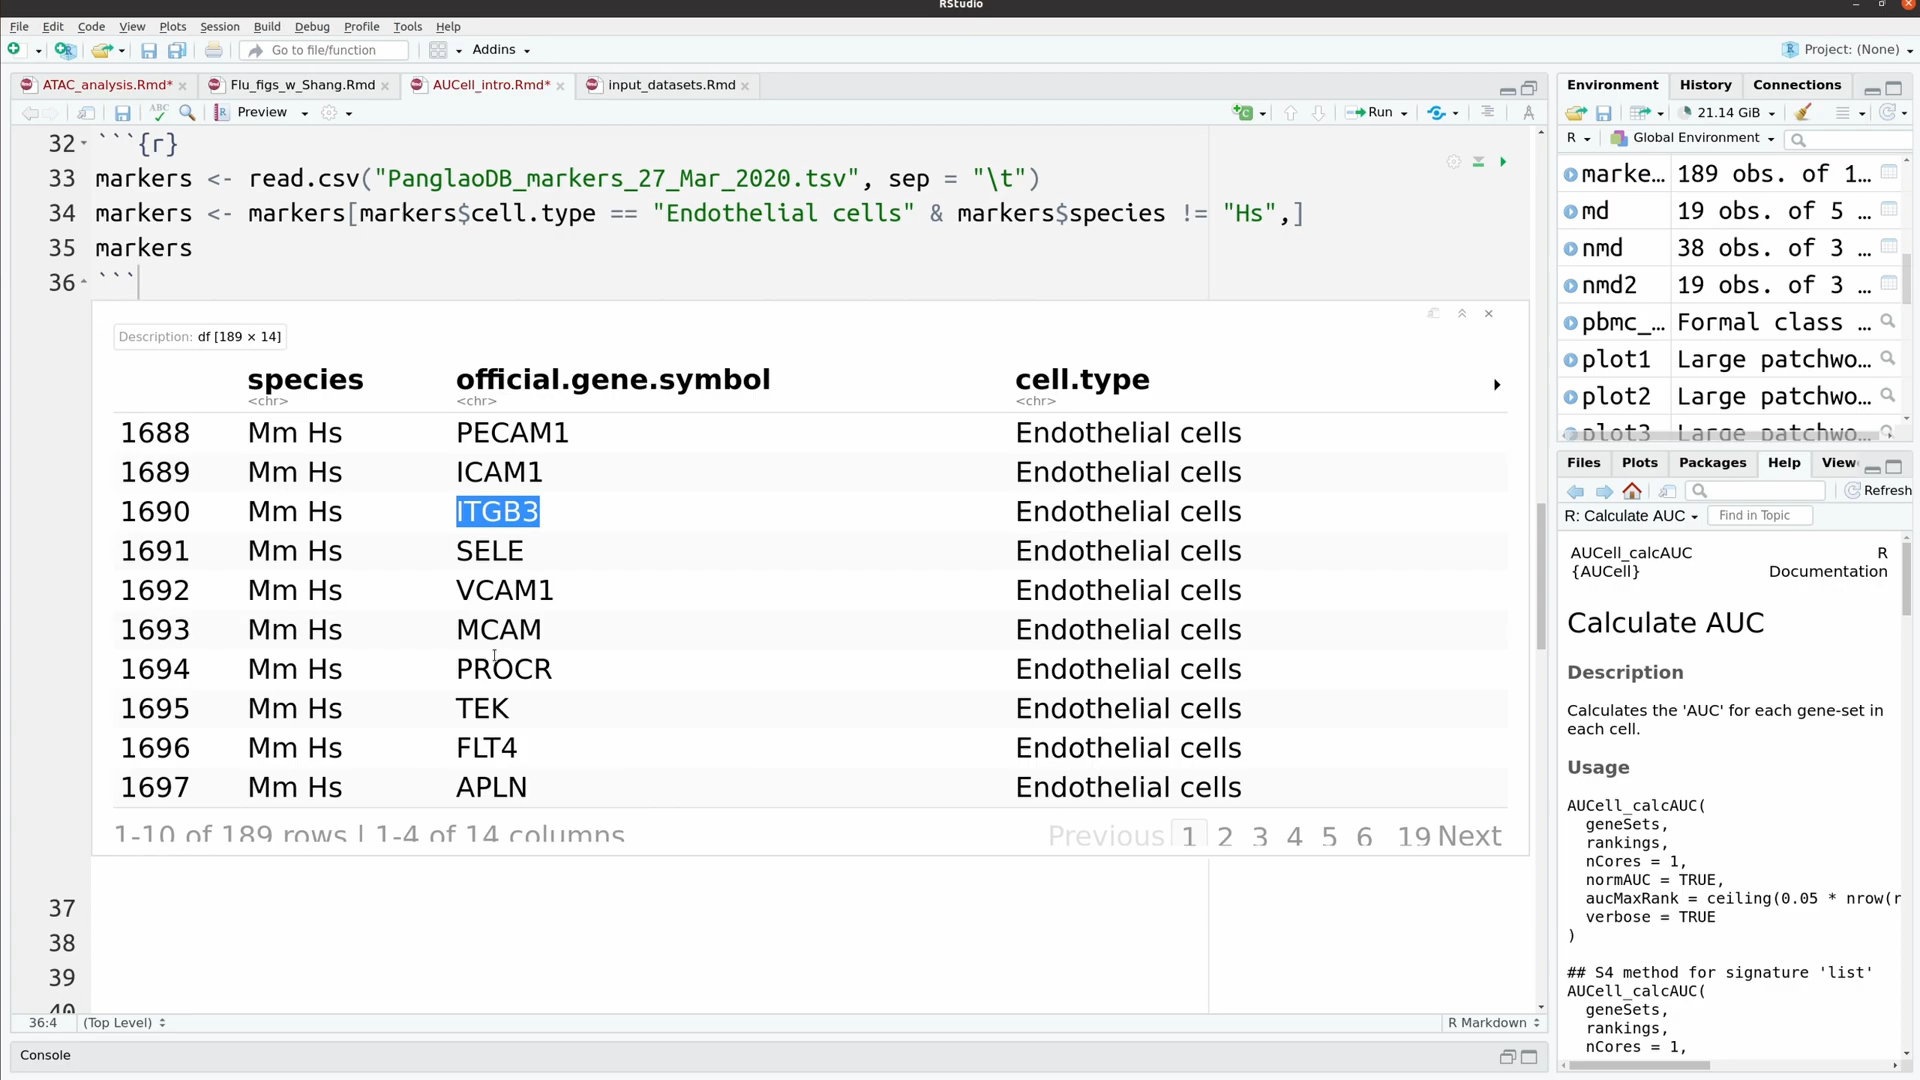 RStudio
File Edit Code View Plots Session Build Debug Profile Tools Help
Go to file/function Addins Project: (None)
ATAC_analysis.Rmd* Flu_figs_w_Shang.Rmd AUCell_intro.Rmd* input_datasets.Rmd
ABC Preview Run
32 ```{r}
33 markers <- read.csv("PanglaoDB_markers_27_Mar_2020.tsv", sep = "\t")
34 markers <- markers[markers$cell.type == "Endothelial cells" & markers$species != "Hs",]
35 markers
36 ```
Description: df [189 × 14]
species official.gene.symbol cell.type
<chr> <chr> <chr>
1688 Mm Hs PECAM1 Endothelial cells
1689 Mm Hs ICAM1 Endothelial cells
1690 Mm Hs ITGB3 Endothelial cells
1691 Mm Hs SELE Endothelial cells
1692 Mm Hs VCAM1 Endothelial cells
1693 Mm Hs MCAM Endothelial cells
1694 Mm Hs PROCR Endothelial cells
1695 Mm Hs TEK Endothelial cells
1696 Mm Hs FLT4 Endothelial cells
1697 Mm Hs APLN Endothelial cells
1-10 of 189 rows | 1-4 of 14 columns Previous 1 2 3 4 5 6 19 Next
37
38
39
40
36:4 (Top Level) R Markdown
Console
Environment History Connections
21.14 GiB
R Global Environment
marke... 189 obs. of 1...
md 19 obs. of 5 ...
nmd 38 obs. of 3 ...
nmd2 19 obs. of 3 ...
pbmc_... Formal class ...
plot1 Large patchwo...
plot2 Large patchwo...
plot3 Large patchwo...
Files Plots Packages Help View
Refresh
R: Calculate AUC Find in Topic
AUCell_calcAUC R
{AUCell} Documentation
Calculate AUC
Description
Calculates the 'AUC' for each gene-set in
each cell.
Usage
AUCell_calcAUC(
geneSets,
rankings,
nCores = 1,
normAUC = TRUE,
aucMaxRank = ceiling(0.05 * nrow(r
verbose = TRUE
)
## S4 method for signature 'list'
AUCell_calcAUC(
geneSets,
rankings,
nCores = 1,